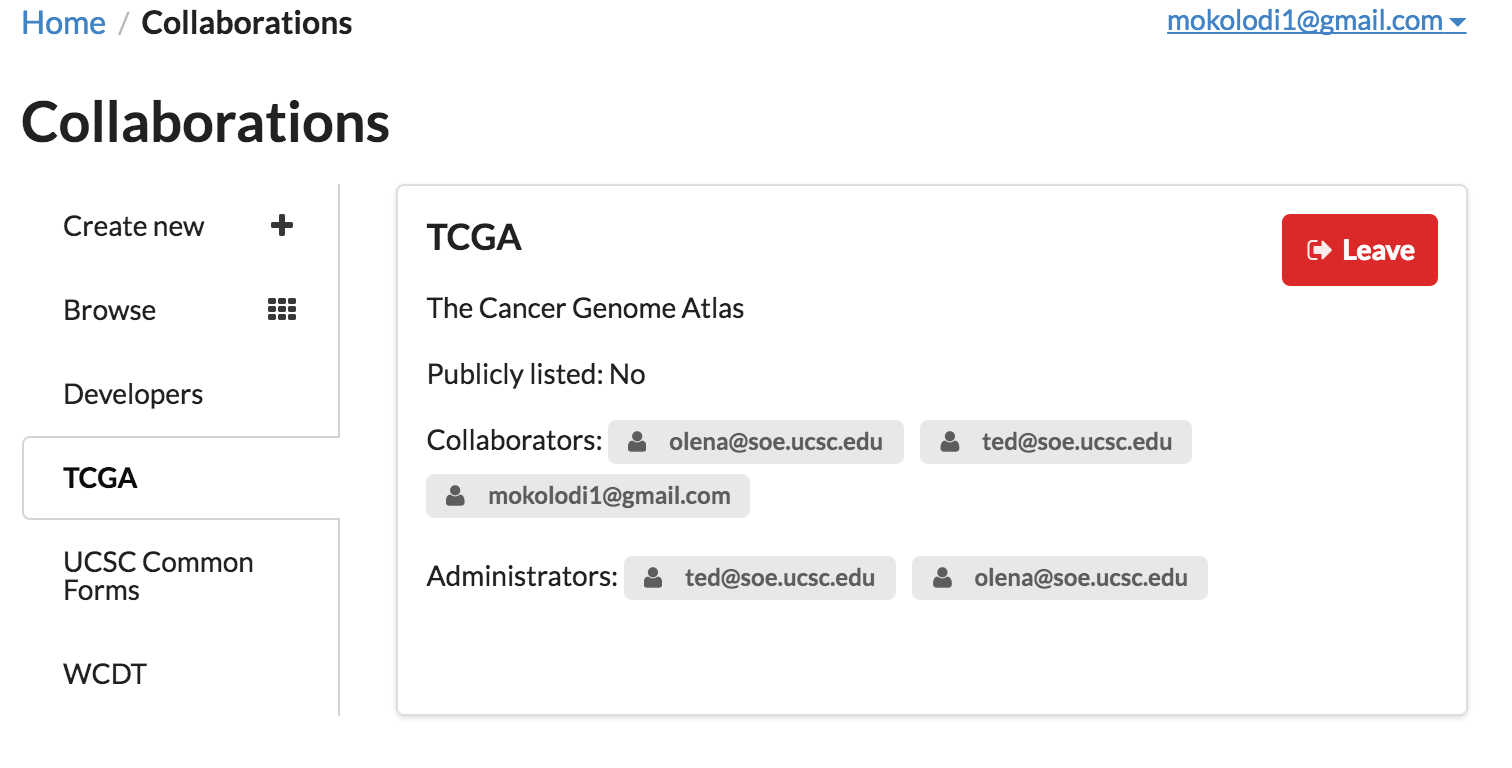 Home / Collaborations
mokolodi1@gmail.com
Collaborations
Create new
Browse
Developers
TCGA
UCSC Common
Forms
WCDT
TCGA
Leave
The Cancer Genome Atlas
Publicly listed: No
Collaborators: olena@soe.ucsc.edu ted@soe.ucsc.edu
mokolodi1@gmail.com
Administrators: ted@soe.ucsc.edu olena@soe.ucsc.edu